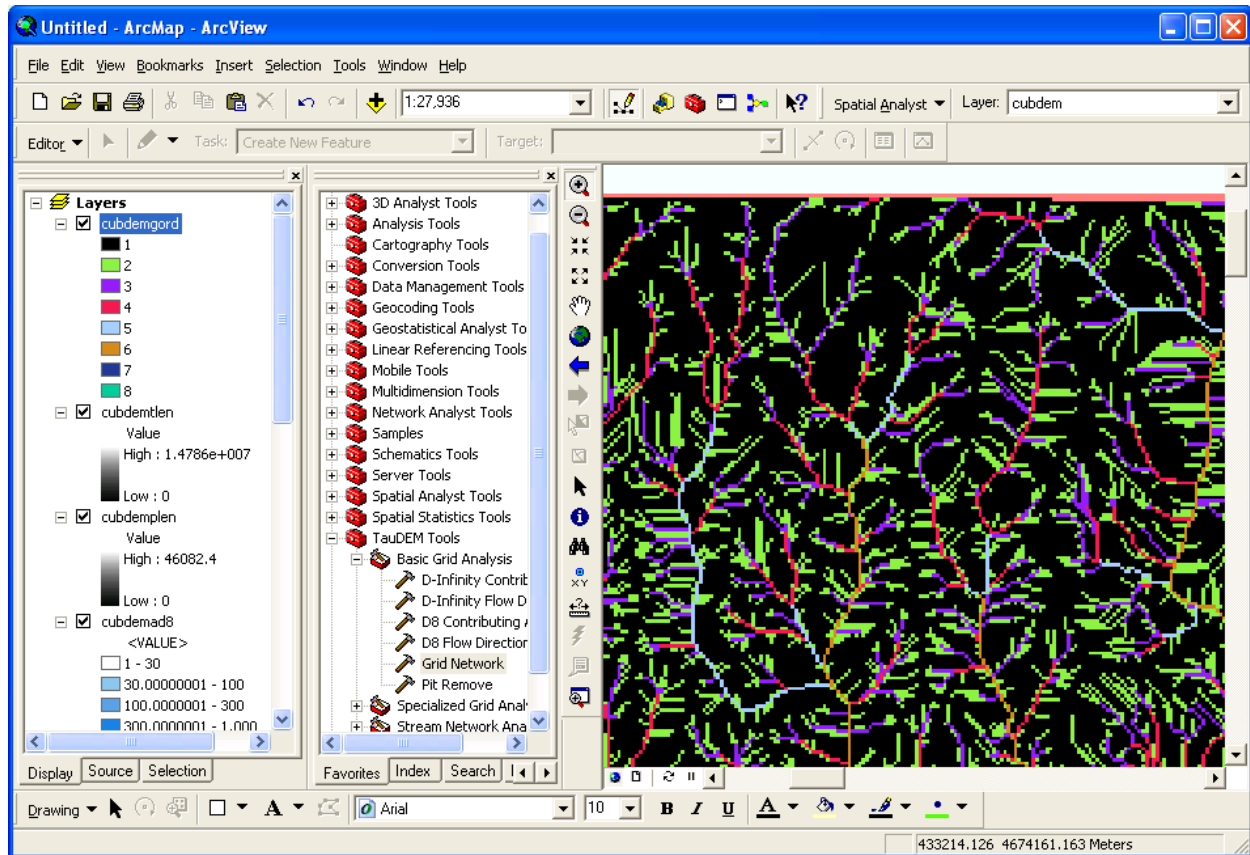 Untitled - ArcMap - ArcView
File Edit View Bookmarks Insert Selection Tools Window Help
1:27,936 Spatial Analyst Layer: cubdem
Editor Task: Create New Feature Target:
Layers
cubdemgord
1
2
3
4
5
6
7
8
cubdemtlen
Value
High : 1.4786e+007
Low : 0
cubdemplen
Value
High : 46082.4
Low : 0
cubdemad8
<VALUE>
1 - 30
30.00000001 - 100
100.0000001 - 300
300.0000001 - 1.000
Display Source Selection
3D Analyst Tools
Analysis Tools
Cartography Tools
Conversion Tools
Data Management Tools
Geocoding Tools
Geostatistical Analyst To
Linear Referencing Tools
Mobile Tools
Multidimension Tools
Network Analyst Tools
Samples
Schematics Tools
Server Tools
Spatial Analyst Tools
Spatial Statistics Tools
TauDEM Tools
Basic Grid Analysis
D-Infinity Contrib
D-Infinity Flow D
D8 Contributing
D8 Flow Direction
Grid Network
Pit Remove
Specialized Grid Anal
Stream Network Ana
Favorites Index Search
XY
Drawing A Arial 10 B I U A
433214.126 4674161.163 Meters